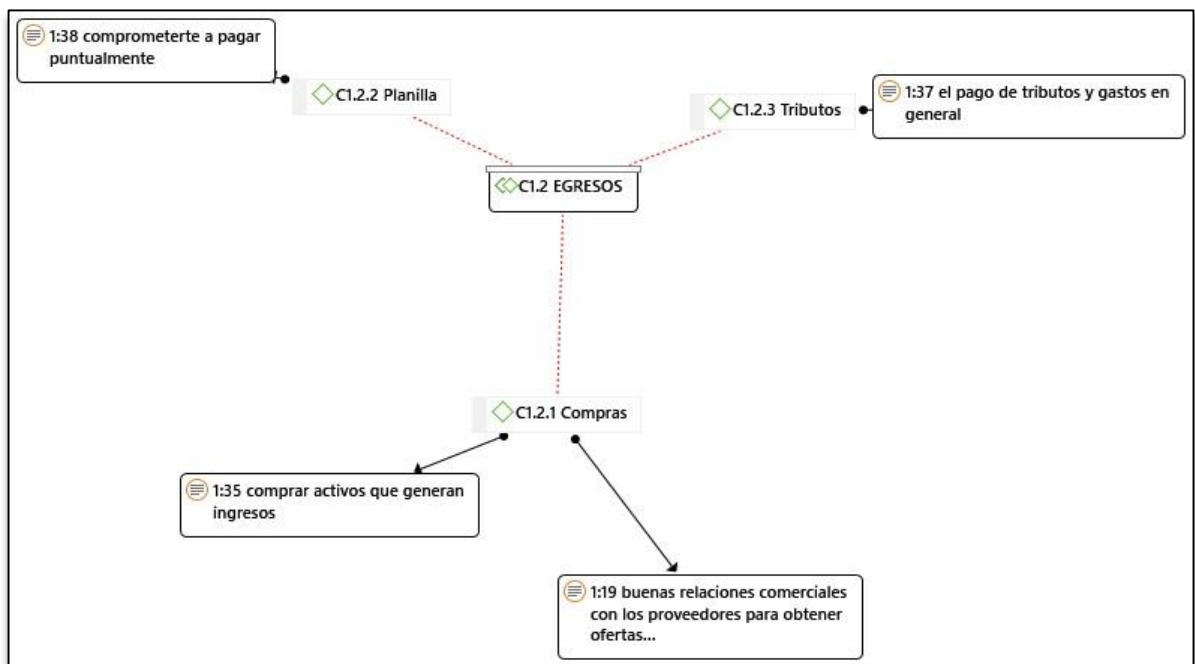 1:38 comprometerte a pagar
puntualmente
C1.2.2 Planilla
C1.2.3 Tributos
1:37 el pago de tributos y gastos en
general
C1.2 EGRESOS
C1.2.1 Compras
1:35 comprar activos que generan
ingresos
1:19 buenas relaciones comerciales
con los proveedores para obtener
ofertas...